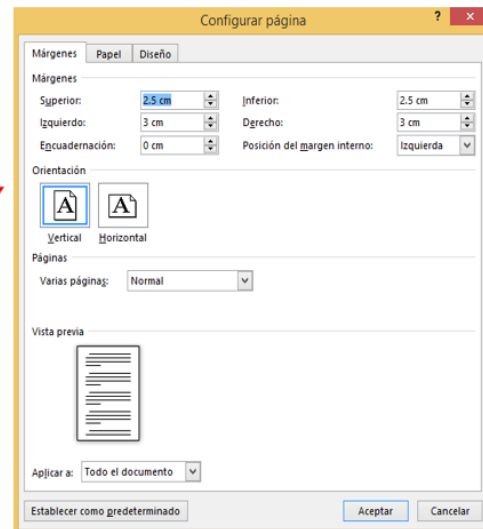 Configurar página ? ×
Márgenes Papel Diseño
Márgenes
Superior: 2.5 cm Inferior: 2.5 cm
Izquierdo: 3 cm Derecho: 3 cm
Encuadernación: 0 cm Posición del margen interno: Izquierda
Orientación
A A
Vertical Horizontal
Páginas
Varias páginas: Normal
Vista previa
Aplicar a: Todo el documento
Establecer como predeterminado Aceptar Cancelar